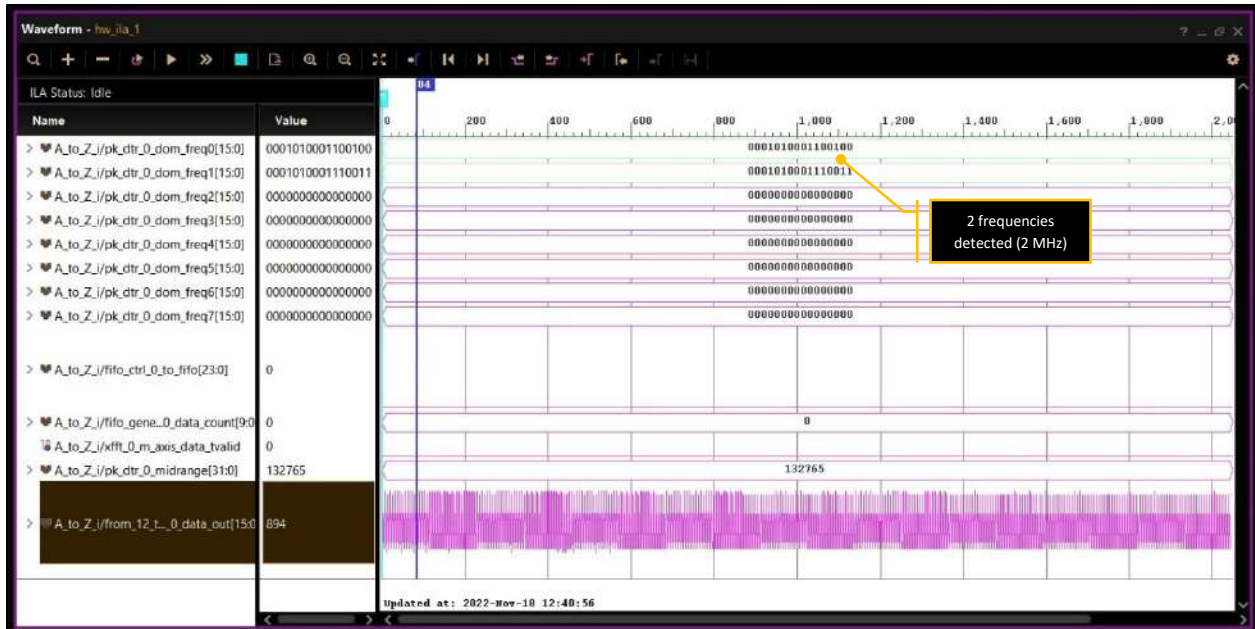 Waveform - hw_ila_1
ILA Status: Idle
84
Name Value
0 200 400 600 800 1,000 1,200 1,400 1,600 1,800 2,0
A_to_Z_i/pk_dtr_0_dom_freq0[15:0] 0001010001100100 0001010001100100
A_to_Z_i/pk_dtr_0_dom_freq1[15:0] 0001010001110011 0001010001110011
A_to_Z_i/pk_dtr_0_dom_freq2[15:0] 0000000000000000 0000000000000000
2 frequencies
detected (2 MHz)
A_to_Z_i/pk_dtr_0_dom_freq3[15:0] 0000000000000000 0000000000000000
A_to_Z_i/pk_dtr_0_dom_freq4[15:0] 0000000000000000 0000000000000000
A_to_Z_i/pk_dtr_0_dom_freq5[15:0] 0000000000000000 0000000000000000
A_to_Z_i/pk_dtr_0_dom_freq6[15:0] 0000000000000000 0000000000000000
A_to_Z_i/pk_dtr_0_dom_freq7[15:0] 0000000000000000 0000000000000000
A_to_Z_i/fifo_ctrl_0_to_fifo[23:0] 0
A_to_Z_i/fifo_gene...0_data_count[9:0 0 0
A_to_Z_i/xfft_0_m_axis_data_tvalid 0
A_to_Z_i/pk_dtr_0_midrange[31:0] 132765 132765
A_to_Z_i/from_12_t..._0_data_out[15:0 894
Updated at: 2022-Nov-18 12:40:56